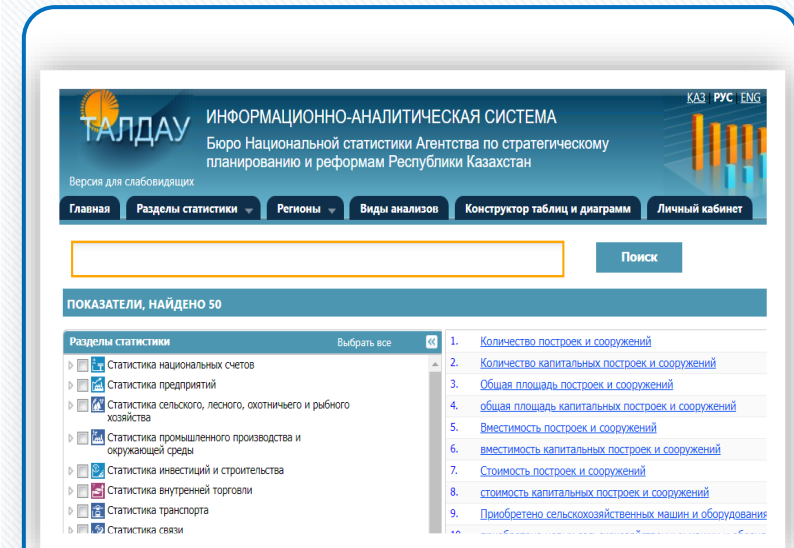 ҚАЗ | РУС | ENG
ТАЛДАУ
ИНФОРМАЦИОННО-АНАЛИТИЧЕСКАЯ СИСТЕМА
Бюро Национальной статистики Агентства по стратегическому
планированию и реформам Республики Казахстан
Версия для слабовидящих
Главная
Разделы статистики
Регионы
Виды анализов
Конструктор таблиц и диаграмм
Личный кабинет
Поиск
ПОКАЗАТЕЛИ, НАЙДЕНО 50
Разделы статистики
Выбрать все
Статистика национальных счетов
Статистика предприятий
Статистика сельского, лесного, охотничьего и рыбного
хозяйства
Статистика промышленного производства и
окружающей среды
Статистика инвестиций и строительства
Статистика внутренней торговли
Статистика транспорта
Статистика связи
1. Количество построек и сооружений
2. Количество капитальных построек и сооружений
3. Общая площадь построек и сооружений
4. общая площадь капитальных построек и сооружений
5. Вместимость построек и сооружений
6. вместимость капитальных построек и сооружений
7. Стоимость построек и сооружений
8. стоимость капитальных построек и сооружений
9. Приобретено сельскохозяйственных машин и оборудования